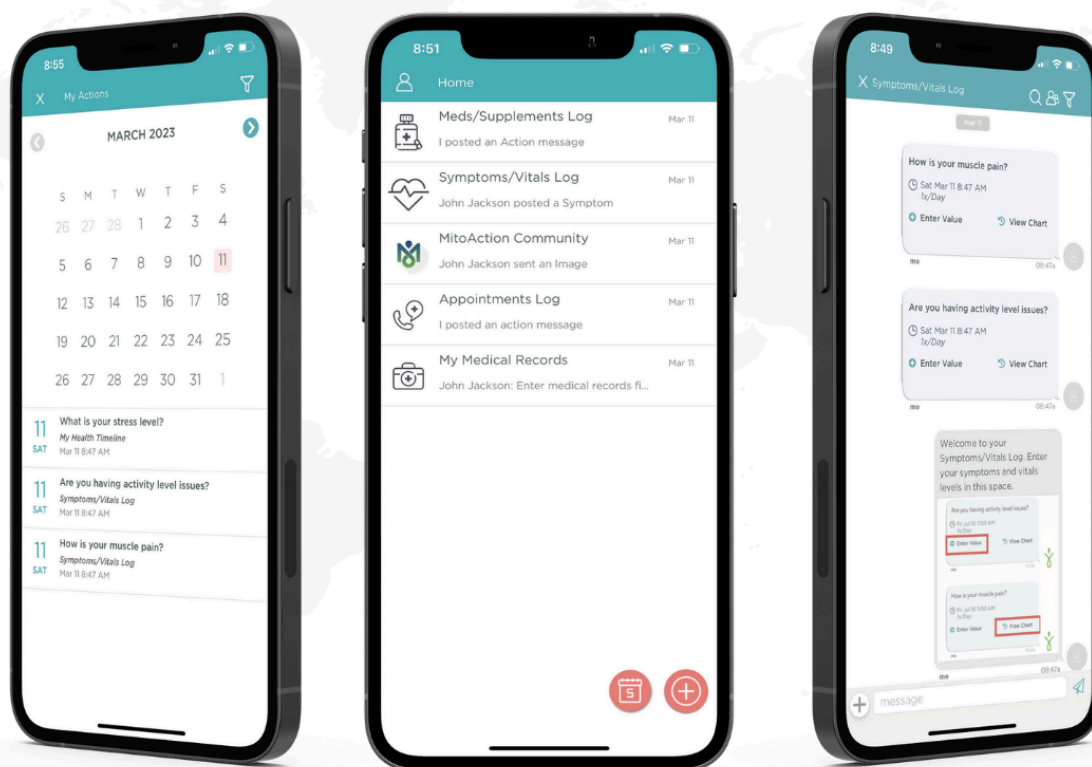 8:55
X My Actions
MARCH 2023
S M T W T F S
26 27 28 1 2 3 4
5 6 7 8 9 10 11
12 13 14 15 16 17 18
19 20 21 22 23 24 25
26 27 28 29 30 31 1
11 What is your stress level?
My Health Timeline
SAT Mar 11 8:47 AM
11 Are you having activity level issues?
Symptoms/Vitals Log
SAT Mar 11 8:47 AM
11 How is your muscle pain?
Symptoms/Vitals Log
SAT Mar 11 8:47 AM
8:51
Home
Meds/Supplements Log Mar 11
I posted an Action message
Symptoms/Vitals Log Mar 11
John Jackson posted a Symptom
MitoAction Community Mar 11
John Jackson sent an Image
Appointments Log Mar 11
I posted an action message
My Medical Records Mar 11
John Jackson: Enter medical records fi...
5
8:49
X Symptoms/Vitals Log
mar 11
How is your muscle pain?
Sat Mar 11 8:47 AM
1x/Day
Enter Value View Chart
me 08:47a
Are you having activity level issues?
Sat Mar 11 8:47 AM
1x/Day
Enter Value View Chart
me 08:47a
Welcome to your
Symptoms/Vitals Log. Enter
your symptoms and vitals
levels in this space.
Are you having activity level issues?
1x/Day
Enter Value View Chart
me
How is your muscle pain?
1x/Day
Enter Value View Chart
me
me 08:47a
message